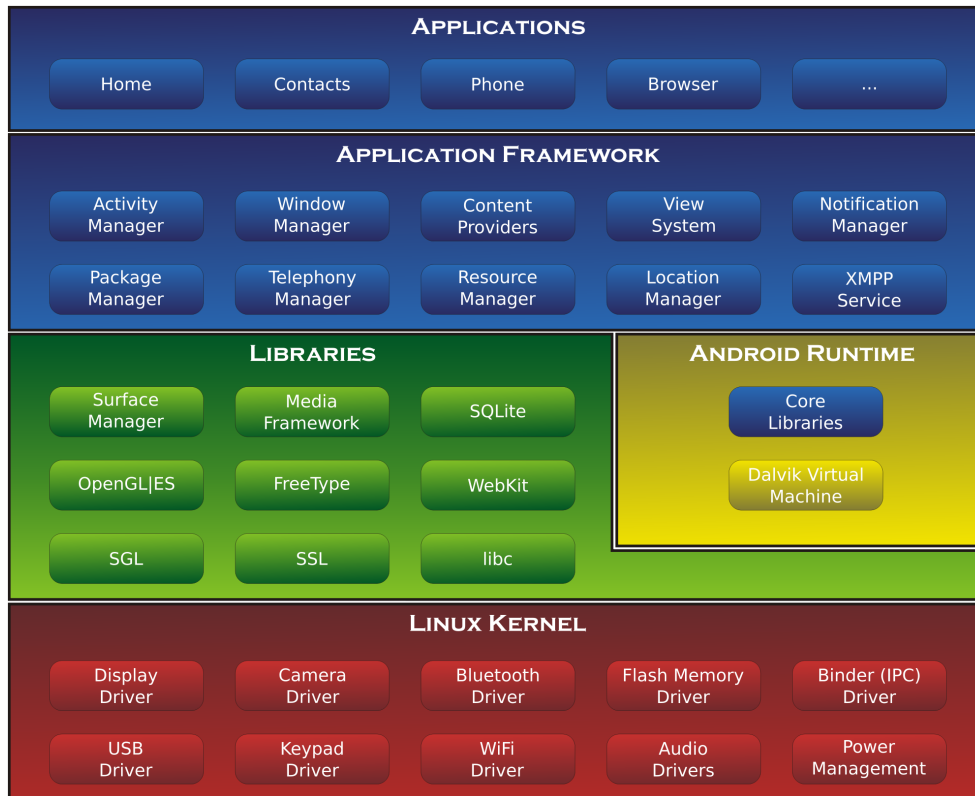 APPLICATIONS
Home
Contacts
Phone
Browser
...
APPLICATION FRAMEWORK
Activity
Manager
Window
Manager
Content
Providers
View
System
Notification
Manager
Package
Manager
Telephony
Manager
Resource
Manager
Location
Manager
XMPP
Service
LIBRARIES
Surface
Manager
Media
Framework
SQLite
OpenGL|ES
FreeType
WebKit
SGL
SSL
libc
ANDROID RUNTIME
Core
Libraries
Dalvik Virtual
Machine
LINUX KERNEL
Display
Driver
Camera
Driver
Bluetooth
Driver
Flash Memory
Driver
Binder (IPC)
Driver
USB
Driver
Keypad
Driver
WiFi
Driver
Audio
Drivers
Power
Management